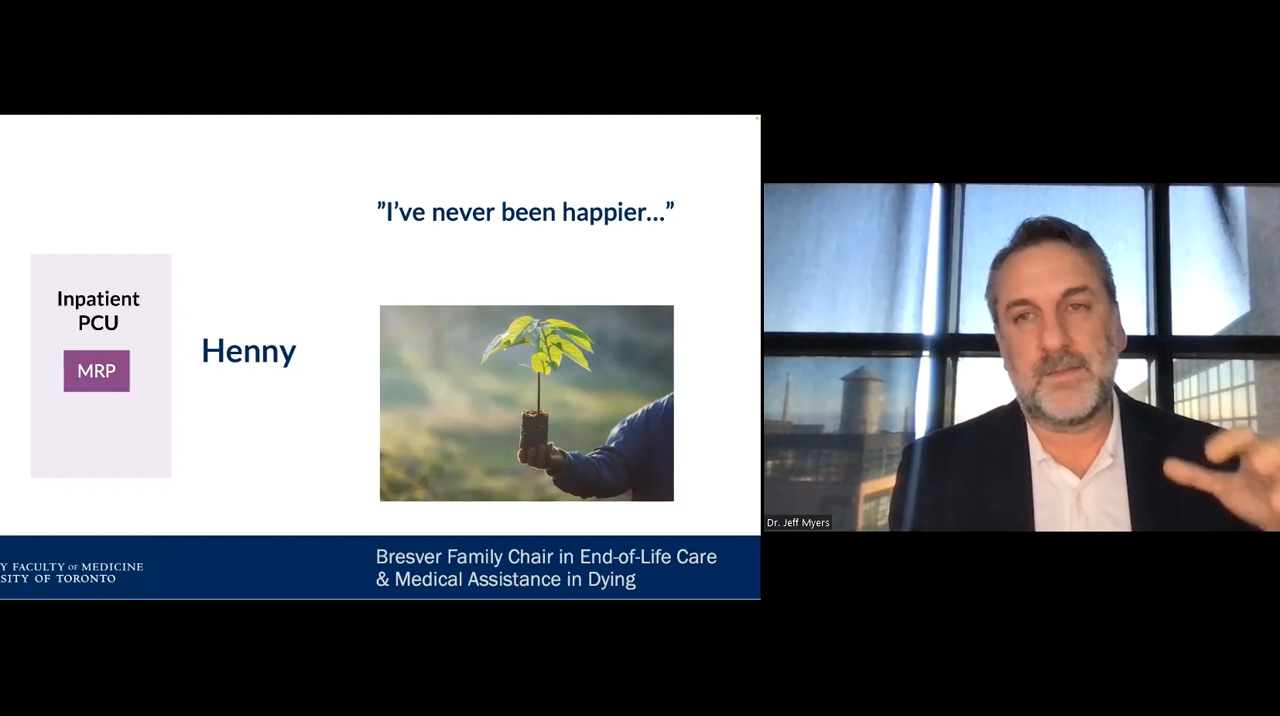 ”I’ve never been happier…”
Inpatient
PCU
MRP
Henny
Y FACULTY OF MEDICINE
SITY OF TORONTO
Bresver Family Chair in End-of-Life Care
& Medical Assistance in Dying
Dr. Jeff Myers